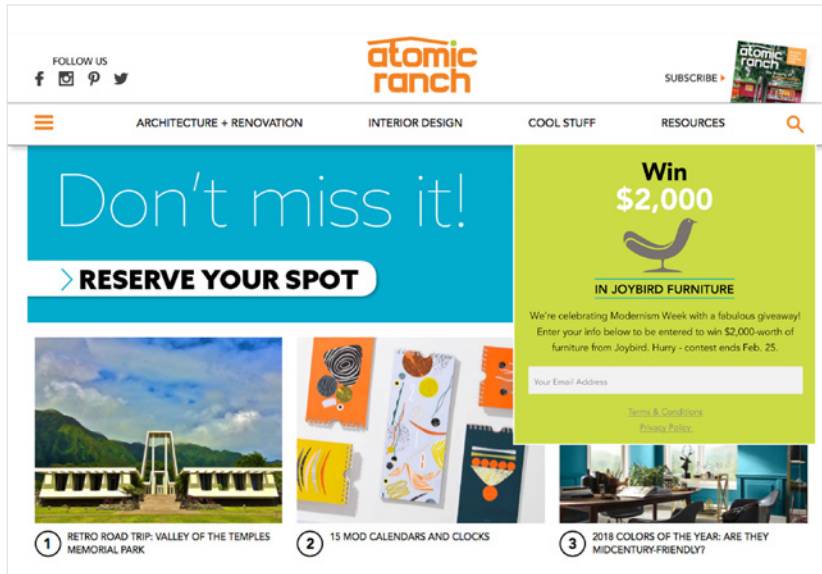 FOLLOW US
atomic
ranch
SUBSCRIBE
atomic
ranch
ARCHITECTURE + RENOVATION
INTERIOR DESIGN
COOL STUFF
RESOURCES
Don't miss it!
RESERVE YOUR SPOT
Win
$2,000
IN JOYBIRD FURNITURE
We're celebrating Modernism Week with a fabulous giveaway!
Enter your info below to be entered to win $2,000-worth of
furniture from Joybird. Hurry - contest ends Feb. 25.
Your Email Address
Terms & Conditions
Privacy Policy
1
RETRO ROAD TRIP: VALLEY OF THE TEMPLES
MEMORIAL PARK
2
15 MOD CALENDARS AND CLOCKS
3
2018 COLORS OF THE YEAR: ARE THEY
MIDCENTURY-FRIENDLY?